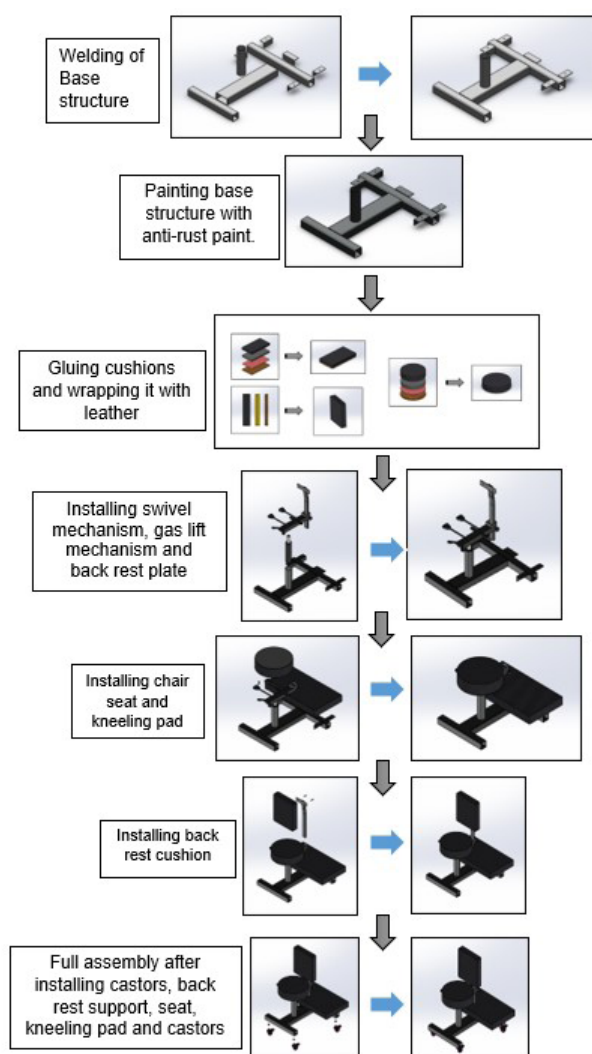 Welding of
Base
structure
Painting base
structure with
anti-rust paint.
Gluing cushions
and wrapping it with
leather
Installing swivel
mechanism, gas lift
mechanism and
back rest plate
Installing chair
seat and
kneeling pad
Installing back
rest cushion
Full assembly after
installing castors, back
rest support, seat,
kneeling pad and castors